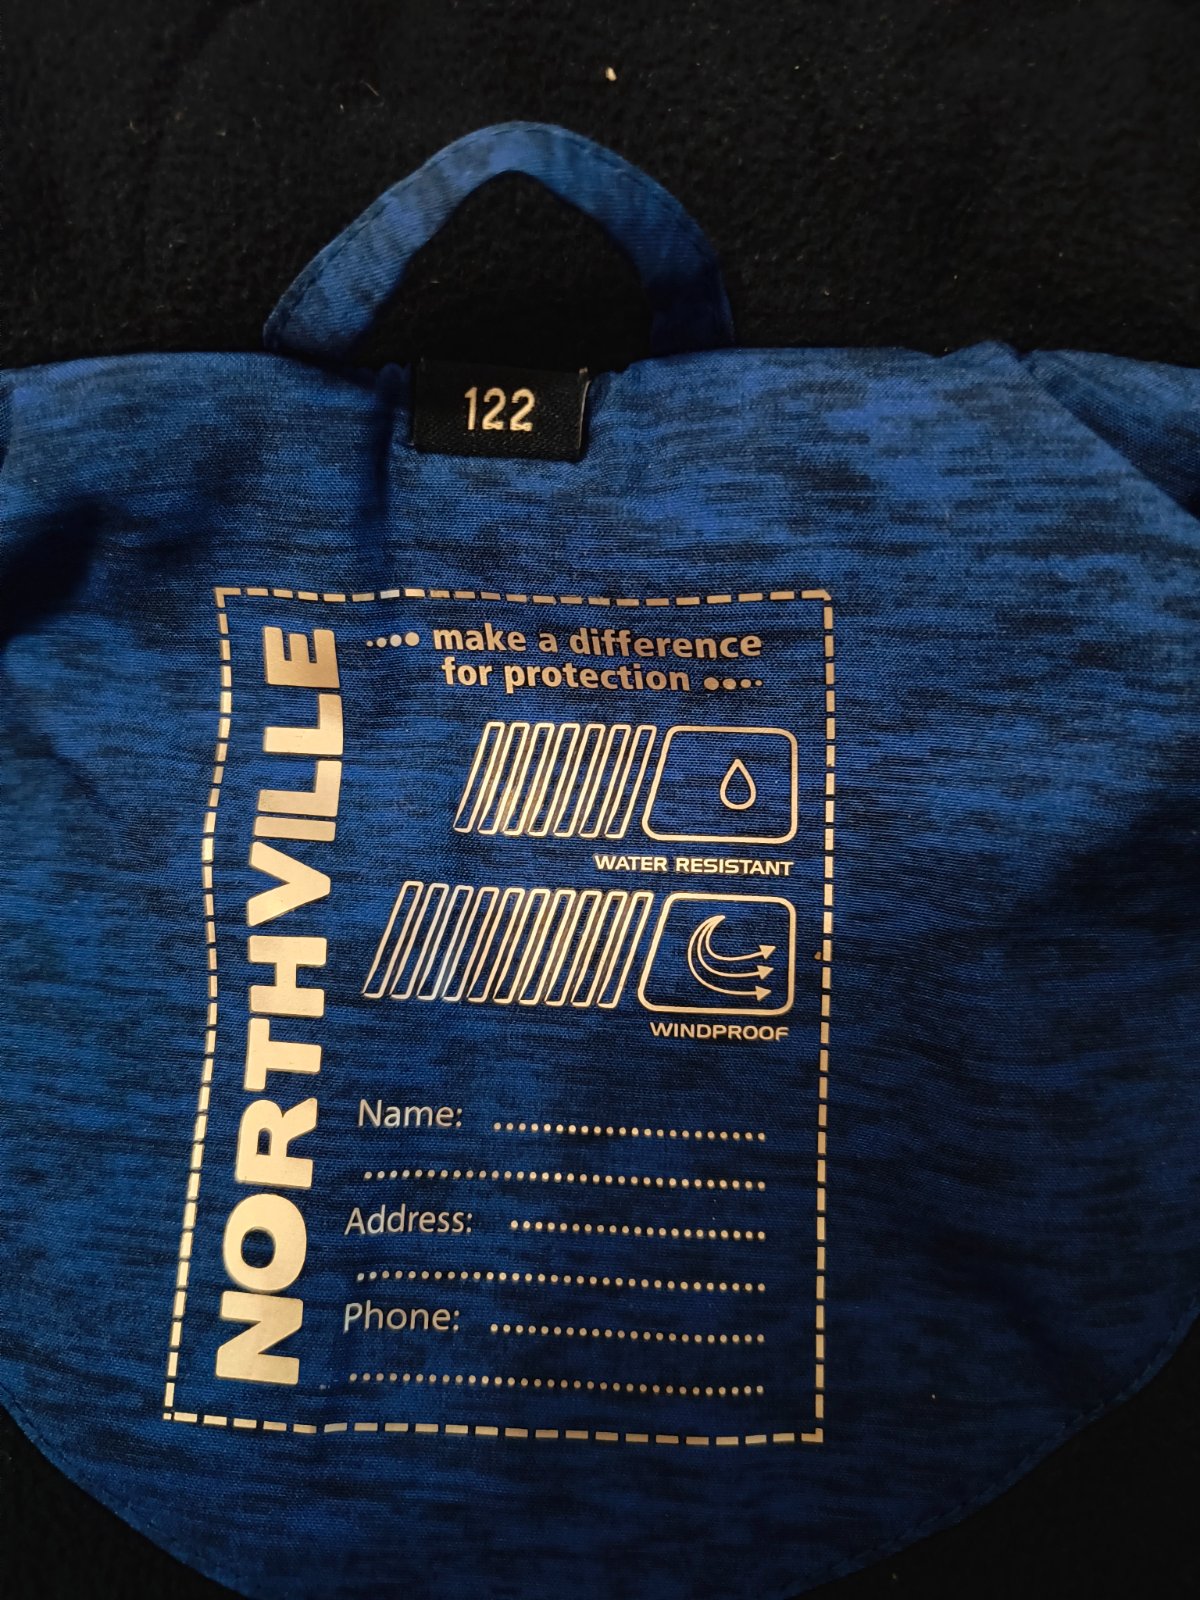 122
NORTHVILLE
make a difference
for protection
WATER RESISTANT
WINDPROOF
Name:
Address:
Phone: